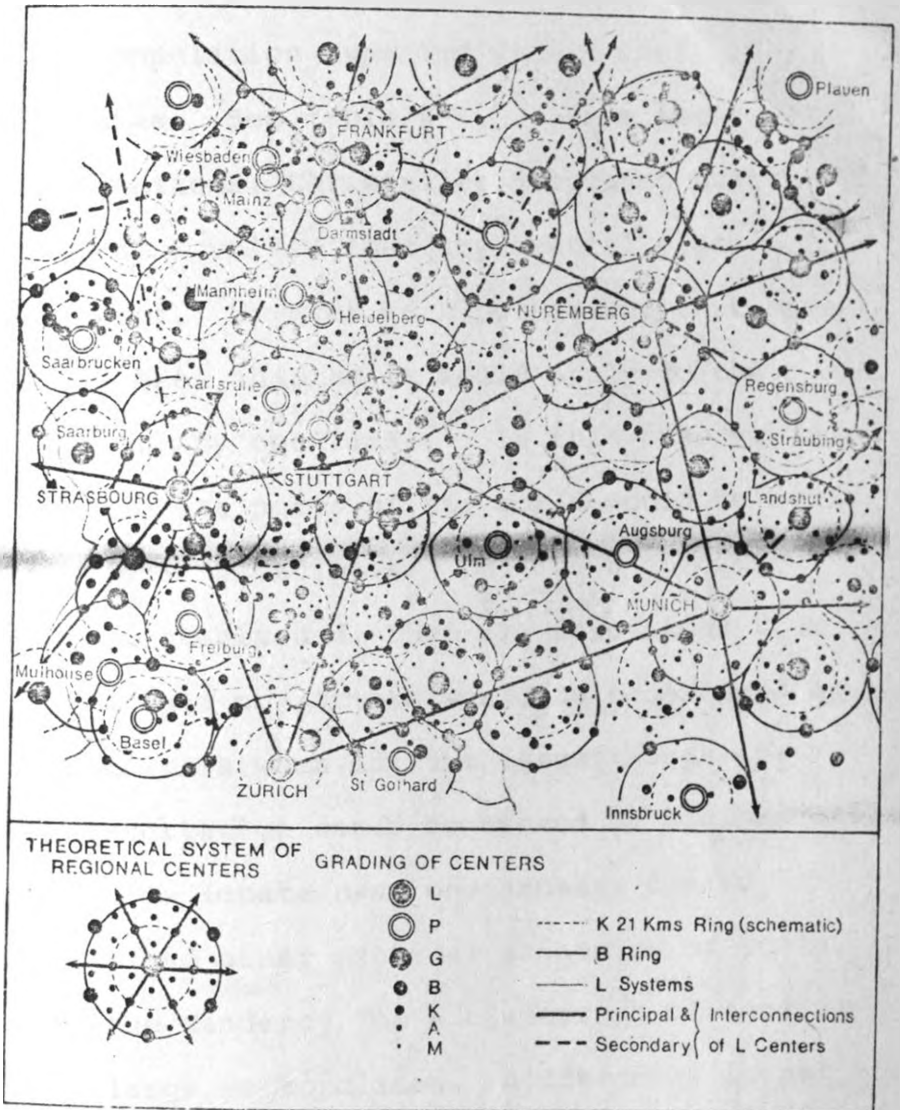 Plauen
FRANKFURT
Wiesbaden
Mainz
Darmstadt
Mannheim
Heidelberg
NUREMBERG
Saarbrucken
Karlsruhe
Regensburg
Saarburg
Straubing
STRASBOURG
STUTTGART
Landshut
Augsburg
Ulm
MUNICH
Freiburg
Mulhouse
Basel
St Gothard
ZÜRICH
Innsbruck
THEORETICAL SYSTEM OF
REGIONAL CENTERS
GRADING OF CENTERS
L
P
G
B
K
A
M
K 21 Kms Ring (schematic)
B Ring
L Systems
Principal & Interconnections
Secondary of L Centers